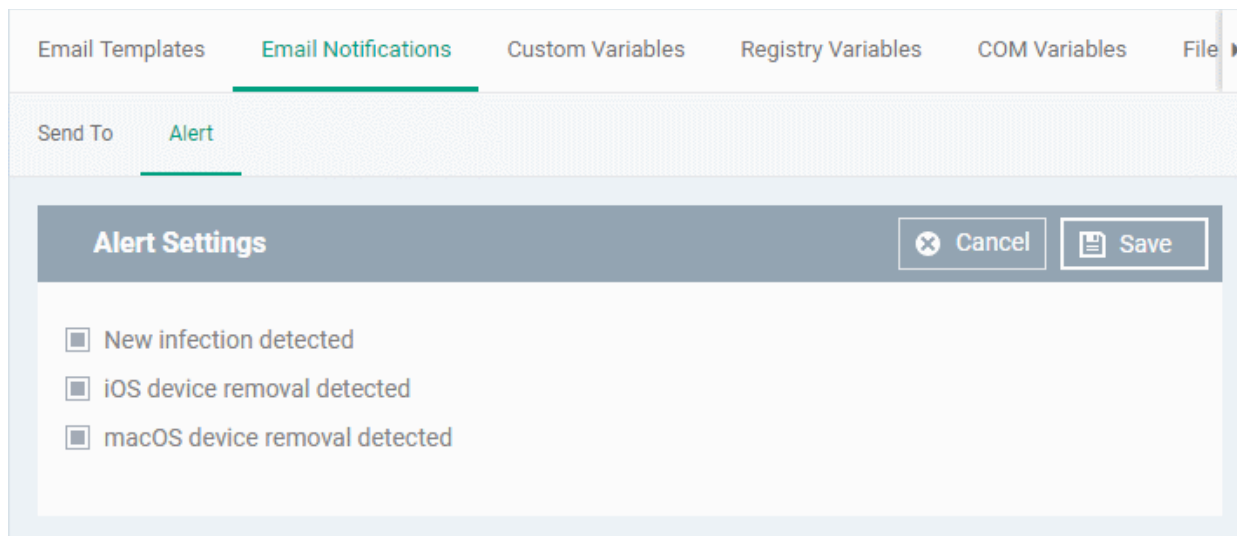 Email Templates Email Notifications Custom Variables Registry Variables COM Variables File
Send To Alert
Alert Settings Cancel Save
New infection detected
iOS device removal detected
macOS device removal detected